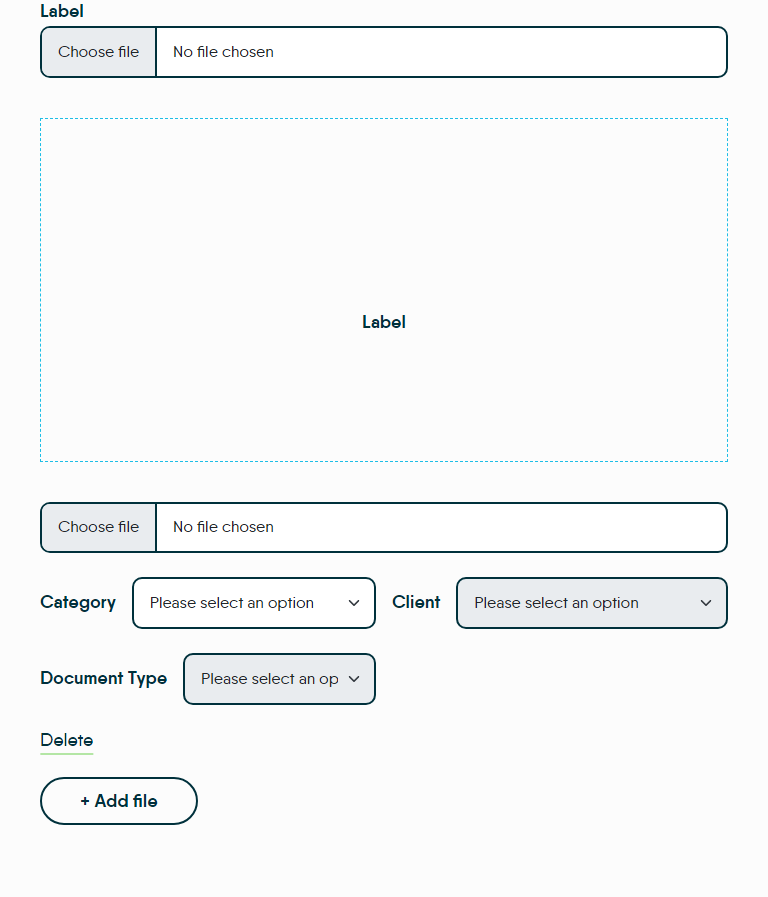 Label
Choose file No file chosen
Label
Choose file No file chosen
Category Please select an option Client Please select an option
Document Type Please select an op
Delete
+ Add file